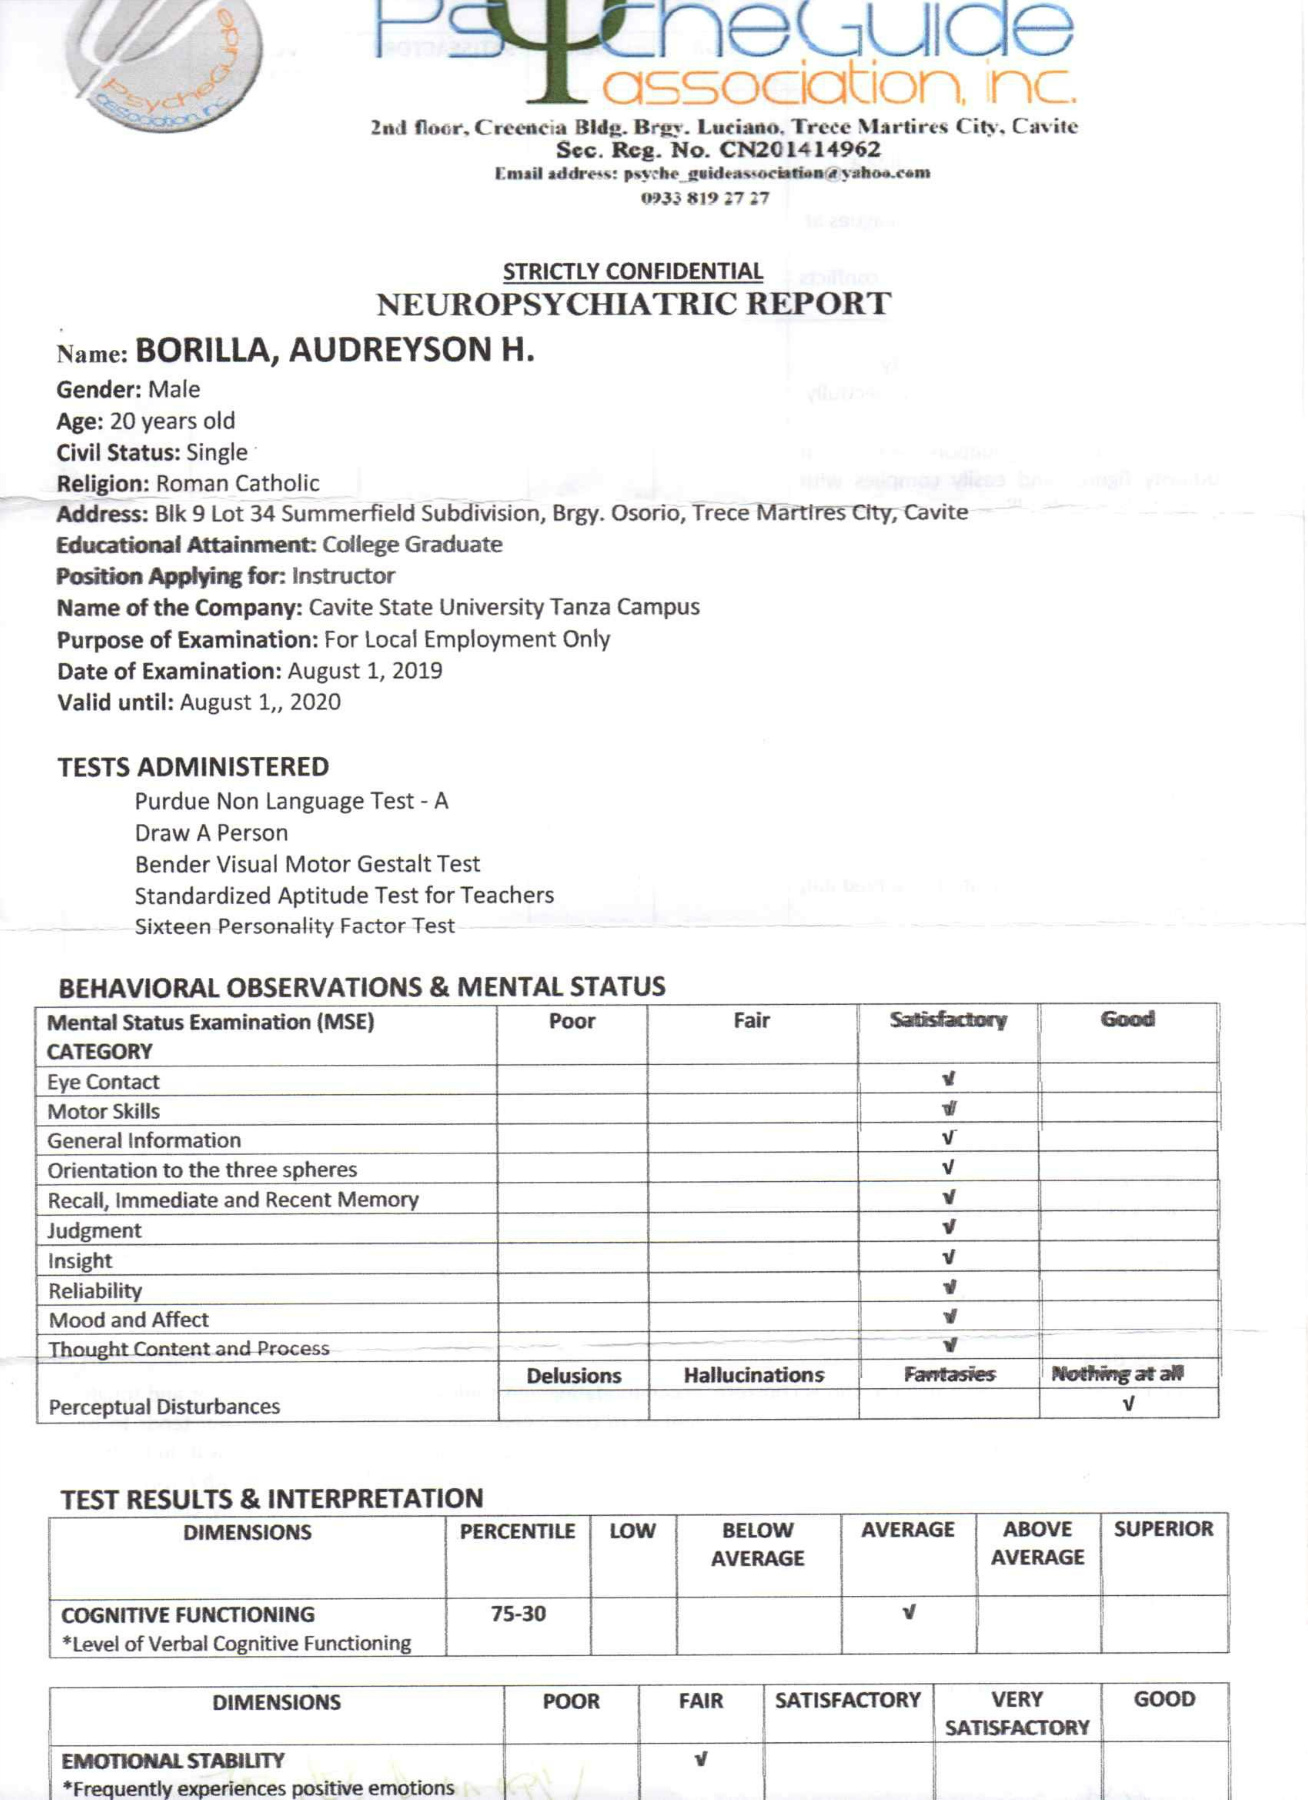 PsycheGuide
association, inc.
PsycheGuide
association, inc.
2nd floor, Creencia Bldg. Brgy. Luciano, Trece Martires City, Cavite
Sec. Reg. No. CN201414962
Email address: psyche_guideassociation@yahoo.com
0933 819 27 27
STRICTLY CONFIDENTIAL
NEUROPSYCHIATRIC REPORT
Name: BORILLA, AUDREYSON H.
Gender: Male
Age: 20 years old
Civil Status: Single
Religion: Roman Catholic
Address: Blk 9 Lot 34 Summerfield Subdivision, Brgy. Osorio, Trece Martires City, Cavite
Educational Attainment: College Graduate
Position Applying for: Instructor
Name of the Company: Cavite State University Tanza Campus
Purpose of Examination: For Local Employment Only
Date of Examination: August 1, 2019
Valid until: August 1,, 2020
TESTS ADMINISTERED
Purdue Non Language Test - A
Draw A Person
Bender Visual Motor Gestalt Test
Standardized Aptitude Test for Teachers
Sixteen Personality Factor Test
BEHAVIORAL OBSERVATIONS & MENTAL STATUS
Mental Status Examination (MSE) Poor Fair Satisfactory Good
CATEGORY
Eye Contact √
Motor Skills √
General Information √
Orientation to the three spheres √
Recall, Immediate and Recent Memory √
Judgment √
Insight √
Reliability √
Mood and Affect √
Thought Content and Process √
Delusions Hallucinations Fantasies Nothing at all
Perceptual Disturbances √
TEST RESULTS & INTERPRETATION
DIMENSIONS PERCENTILE LOW BELOW AVERAGE ABOVE SUPERIOR
AVERAGE AVERAGE
COGNITIVE FUNCTIONING 75-30 √
*Level of Verbal Cognitive Functioning
DIMENSIONS POOR FAIR SATISFACTORY VERY GOOD
SATISFACTORY
EMOTIONAL STABILITY √
*Frequently experiences positive emotions